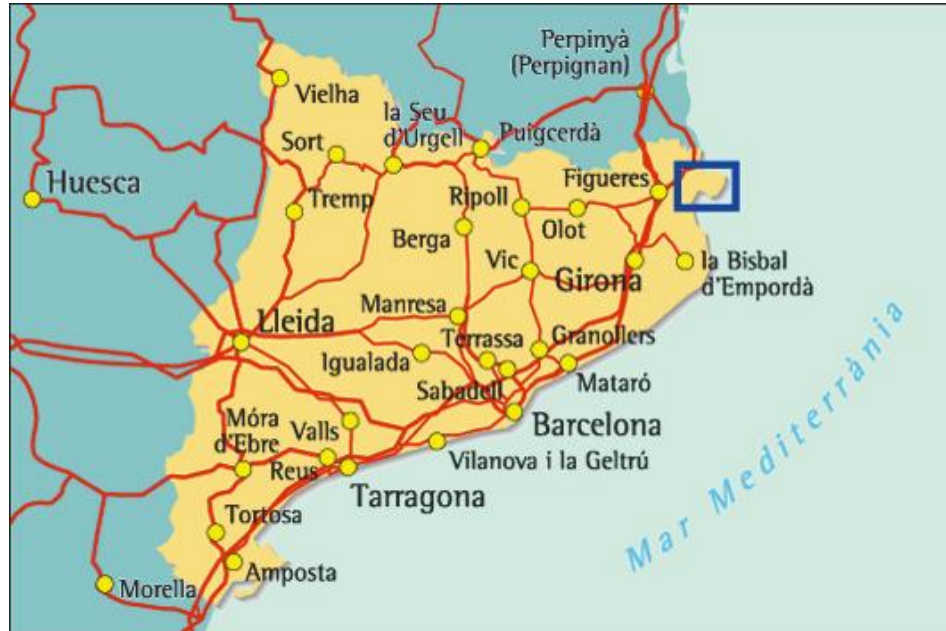 Perpinyà
(Perpignan)
Vielha
la Seu
d'Urgell
Puigcerdà
Sort
Huesca
Figueres
Tremp
Ripoll
Olot
Berga
Vic
Girona
la Bisbal
d'Empordà
Manresa
Lleida
Terrassa
Granollers
Igualada
Sabadell
Mataró
Móra
d'Ebre
Valls
Barcelona
Reus
Vilanova i la Geltrú
Tarragona
Tortosa
Amposta
Morella
Mar Mediterrània